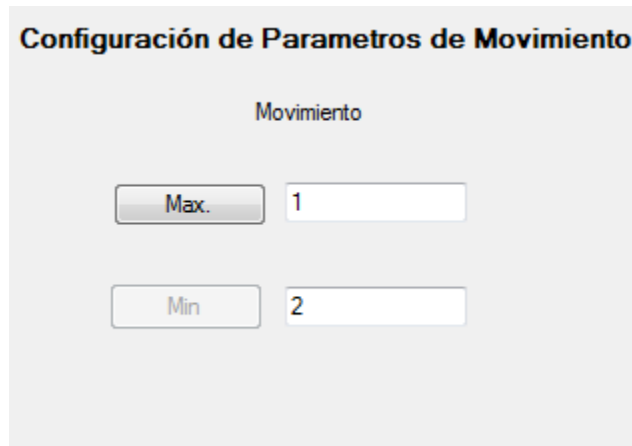 Configuración de Parametros de Movimiento
Movimiento
Max. 1
Min 2